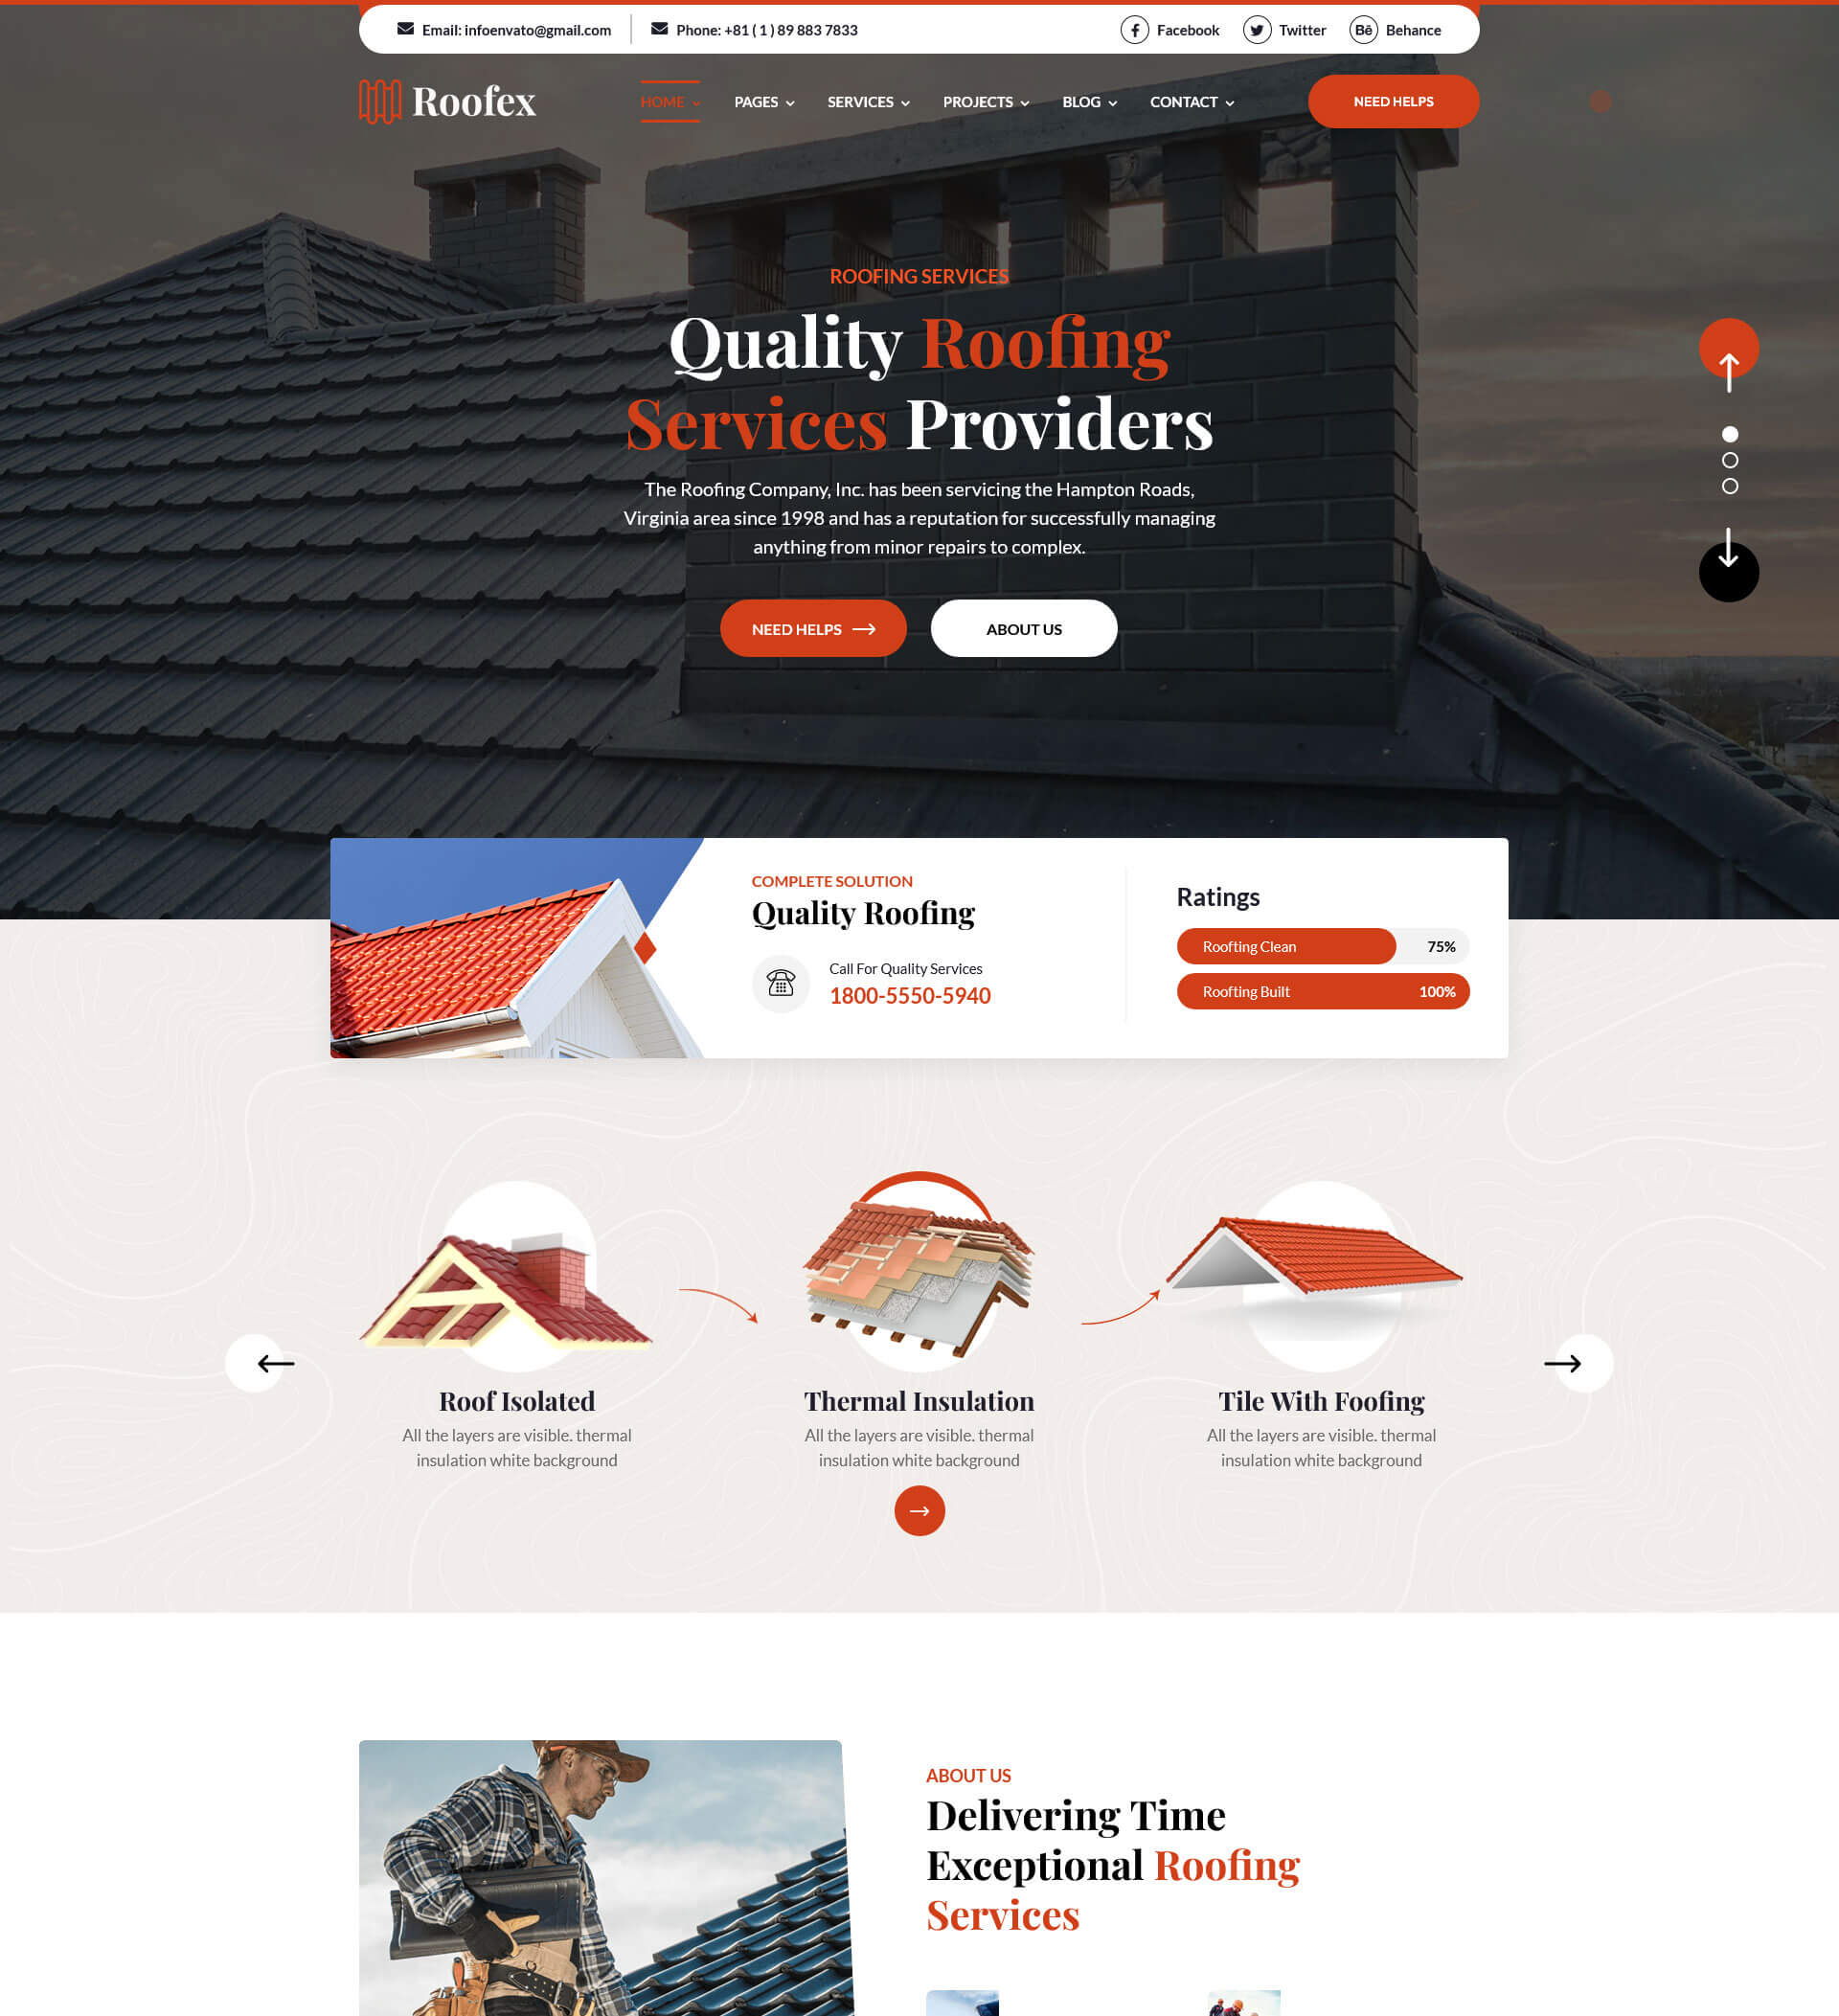 Email: infoenvato@gmail.com
Phone: +81 ( 1 ) 89 883 7833
Facebook
Twitter
Bē Behance
Roofex
HOME
PAGES
SERVICES
PROJECTS
BLOG
CONTACT
NEED HELPS
ROOFING SERVICES
Quality Roofing
Services Providers
The Roofing Company, Inc. has been servicing the Hampton Roads,
Virginia area since 1998 and has a reputation for successfully managing
anything from minor repairs to complex.
NEED HELPS
ABOUT US
COMPLETE SOLUTION
Quality Roofing
Call For Quality Services
1800-5550-5940
Ratings
Roofting Clean 75%
Roofting Built 100%
Roof Isolated
All the layers are visible. thermal
insulation white background
Thermal Insulation
All the layers are visible. thermal
insulation white background
Tile With Foofing
All the layers are visible. thermal
insulation white background
ABOUT US
Delivering Time
Exceptional Roofing
Services